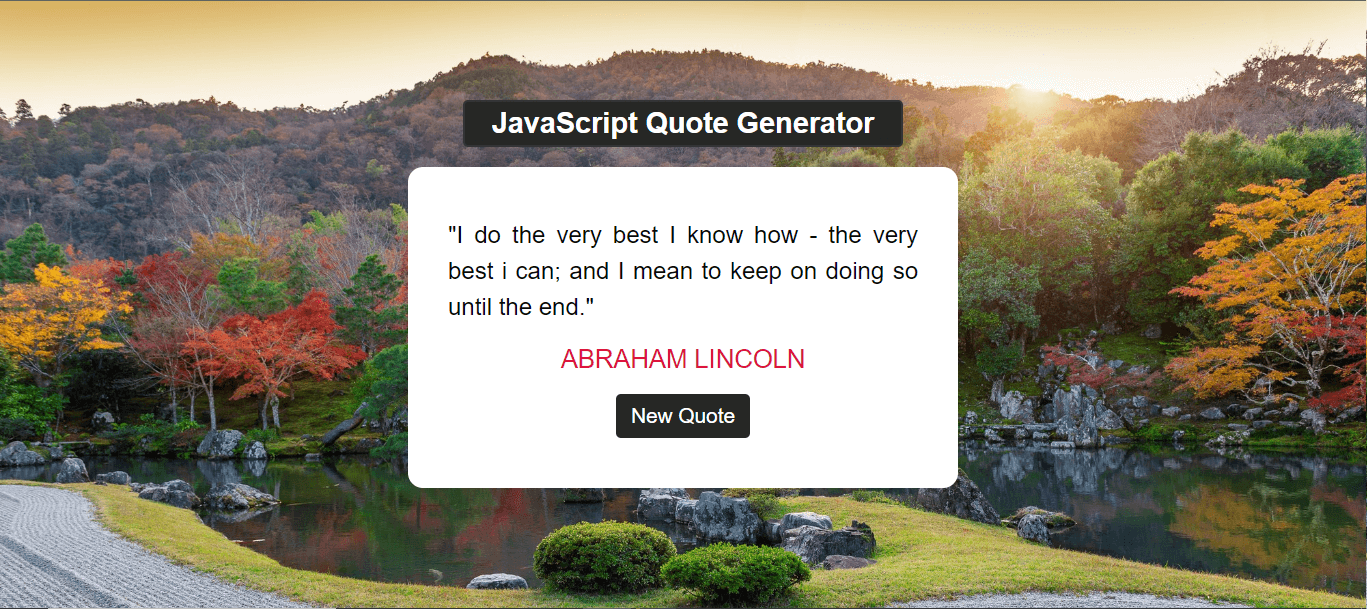 JavaScript Quote Generator
"I do the very best I know how - the very
best i can; and I mean to keep on doing so
until the end."
ABRAHAM LINCOLN
New Quote